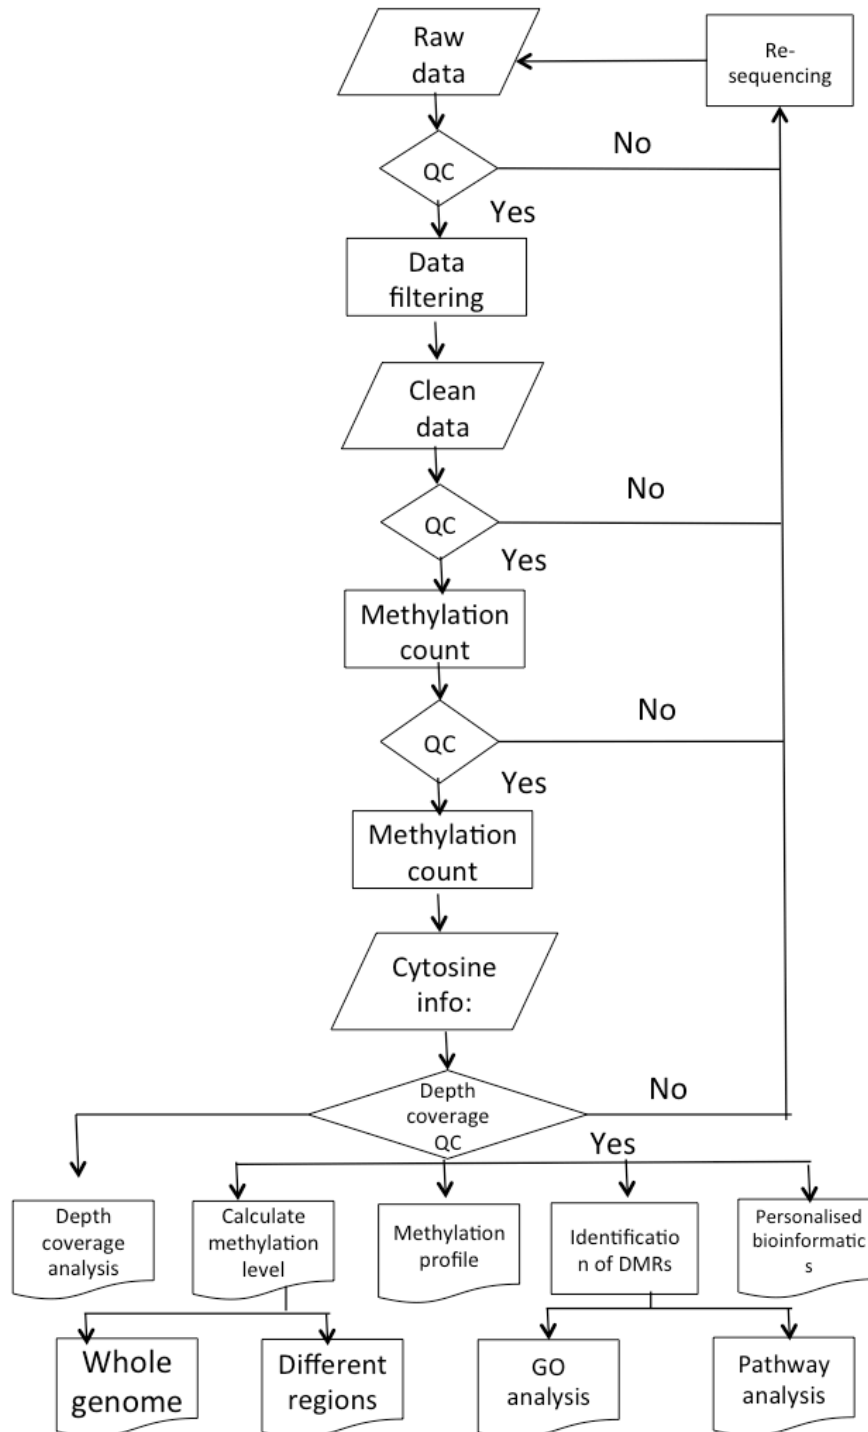 Raw
data
Re-
sequencing
QC
No
Yes
Data
filtering
Clean
data
No
QC
Yes
Methylation
count
No
QC
Yes
Methylation
count
Cytosine
info:
Depth
coverage
QC
No
Yes
Depth
coverage
analysis
Calculate
methylation
level
Methylation
profile
Identificatio
n of DMRs
Personalised
bioinformatic
s
Whole
genome
Different
regions
GO
analysis
Pathway
analysis